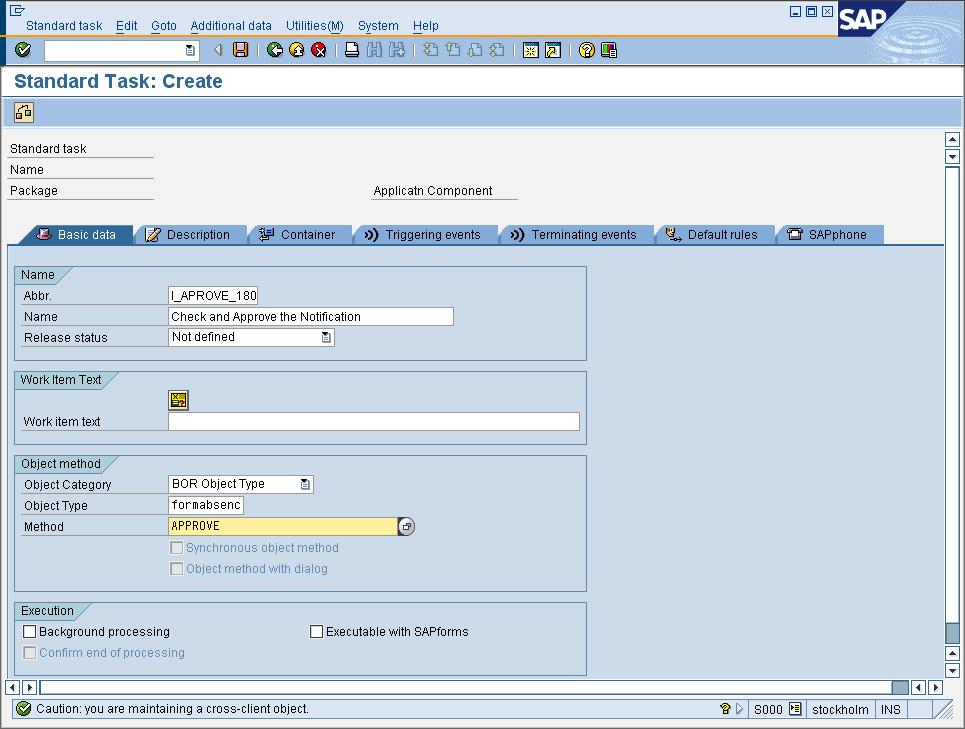 Standard task Edit Goto Additional data Utilities(M) System Help
SAP
Standard Task: Create
Standard task
Name
Package Applicatn Component
Basic data Description Container Triggering events Terminating events Default rules SAPphone
Name
Abbr. I_APROVE_180
Name Check and Approve the Notification
Release status Not defined
Work Item Text
Work item text
Object method
Object Category BOR Object Type
Object Type formabsenc
Method APPROVE
Synchronous object method
Object method with dialog
Execution
Background processing Executable with SAPforms
Confirm end of processing
Caution: you are maintaining a cross-client object. S000 stockholm INS